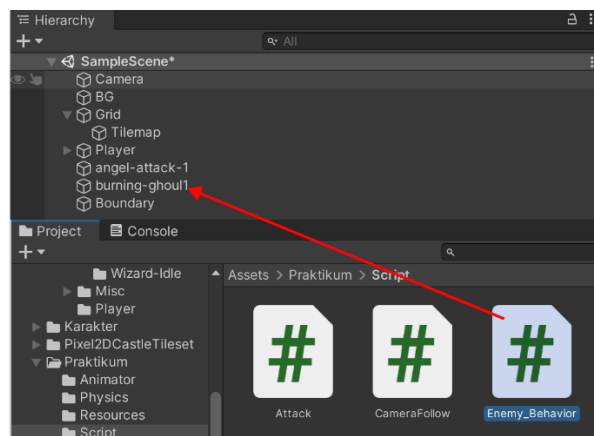 Hierarchy
All
SampleScene*
Camera
BG
Grid
Tilemap
Player
angel-attack-1
burning-ghoul1
Boundary
Project Console
Wizard-Idle
Misc
Player
Karakter
Pixel2DCastleTileset
Praktikum
Animator
Physics
Resources
Script
Assets > Praktikum > Script
# # #
Attack CameraFollow Enemy_Behavior